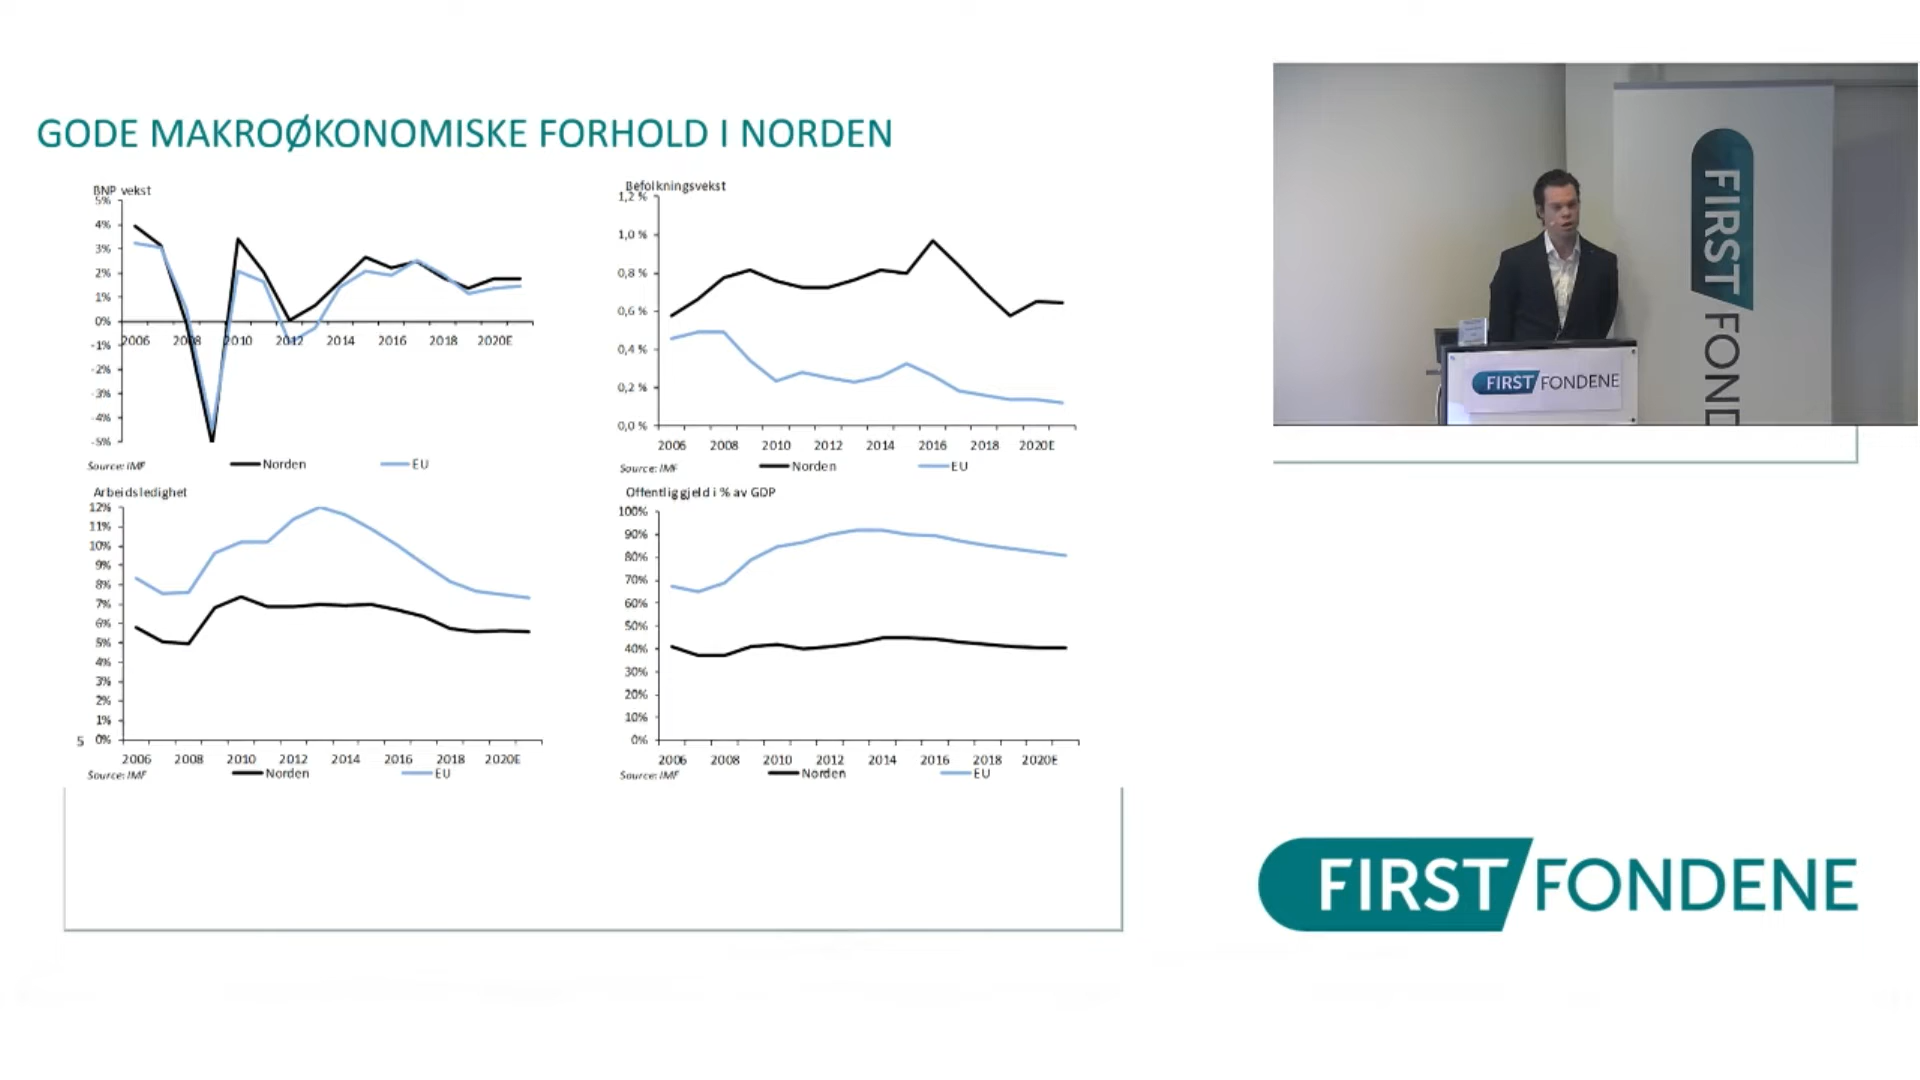 GODE MAKROØKONOMISKE FORHOLD I NORDEN
BNP vekst
5%
4%
3%
2%
1%
0%
-1%
-2%
-3%
-4%
-5%
2006 2008 2010 2012 2014 2016 2018 2020E
Source: IMF
Norden EU
Befolkningsvekst
1,2 %
1,0 %
0,8 %
0,6 %
0,4 %
0,2 %
0,0 %
2006 2008 2010 2012 2014 2016 2018 2020E
Source: IMF
Norden EU
Arbeidsledighet
12%
11%
10%
9%
8%
7%
6%
5%
4%
3%
2%
1%
0%
5
2006 2008 2010 2012 2014 2016 2018 2020E
Source: IMF
Norden EU
Offentlig gjeld i % av GDP
100%
90%
80%
70%
60%
50%
40%
30%
20%
10%
0%
2006 2008 2010 2012 2014 2016 2018 2020E
Source: IMF
Norden EU
FIRST FOND
FIRST FONDENE
FIRST FONDENE